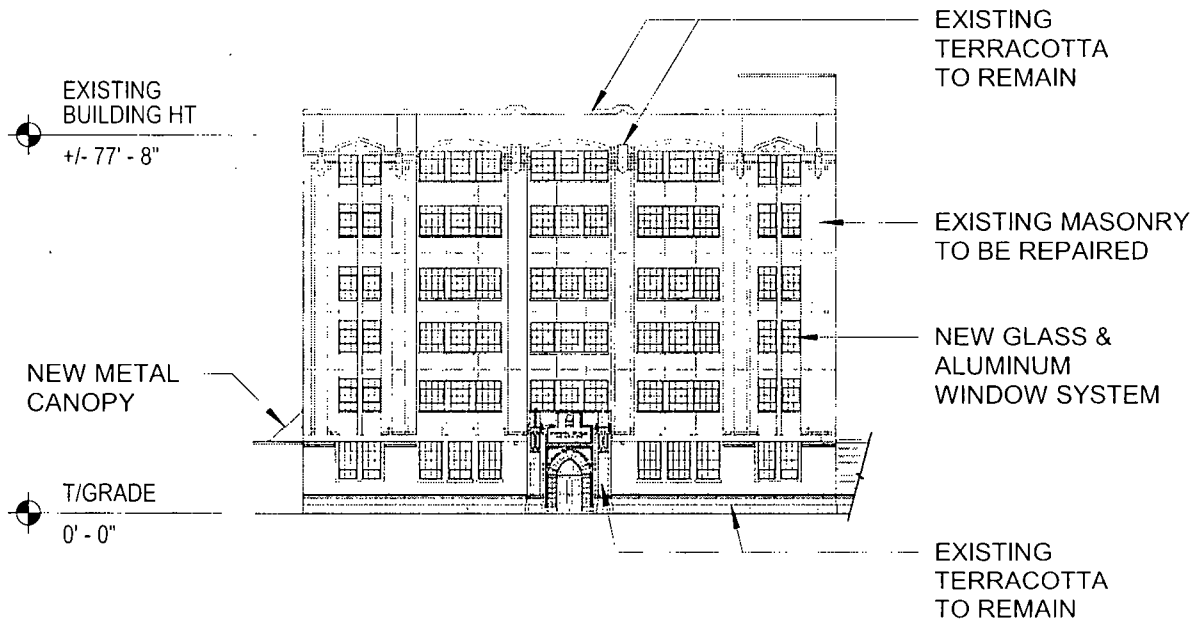 EXISTING
TERRACOTTA
TO REMAIN
EXISTING
BUILDING HT
+/- 77' - 8"
EXISTING MASONRY
TO BE REPAIRED
NEW GLASS &
ALUMINUM
WINDOW SYSTEM
NEW METAL
CANOPY
T/GRADE
0' - 0"
EXISTING
TERRACOTTA
TO REMAIN